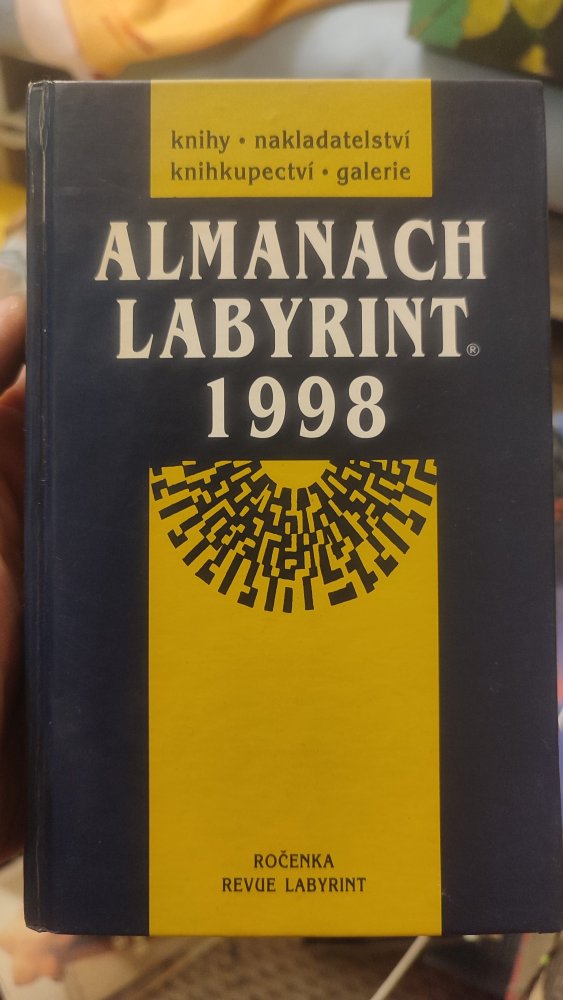 knihy • nakladatelství
knihkupectví • galerie
ALMANACH
LABYRINT®
1998
ROČENKA
REVUE LABYRINT